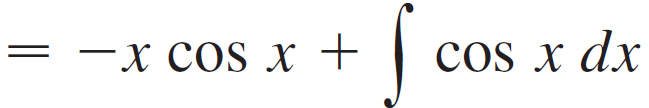 = −x cos x + ∫ cos x dx